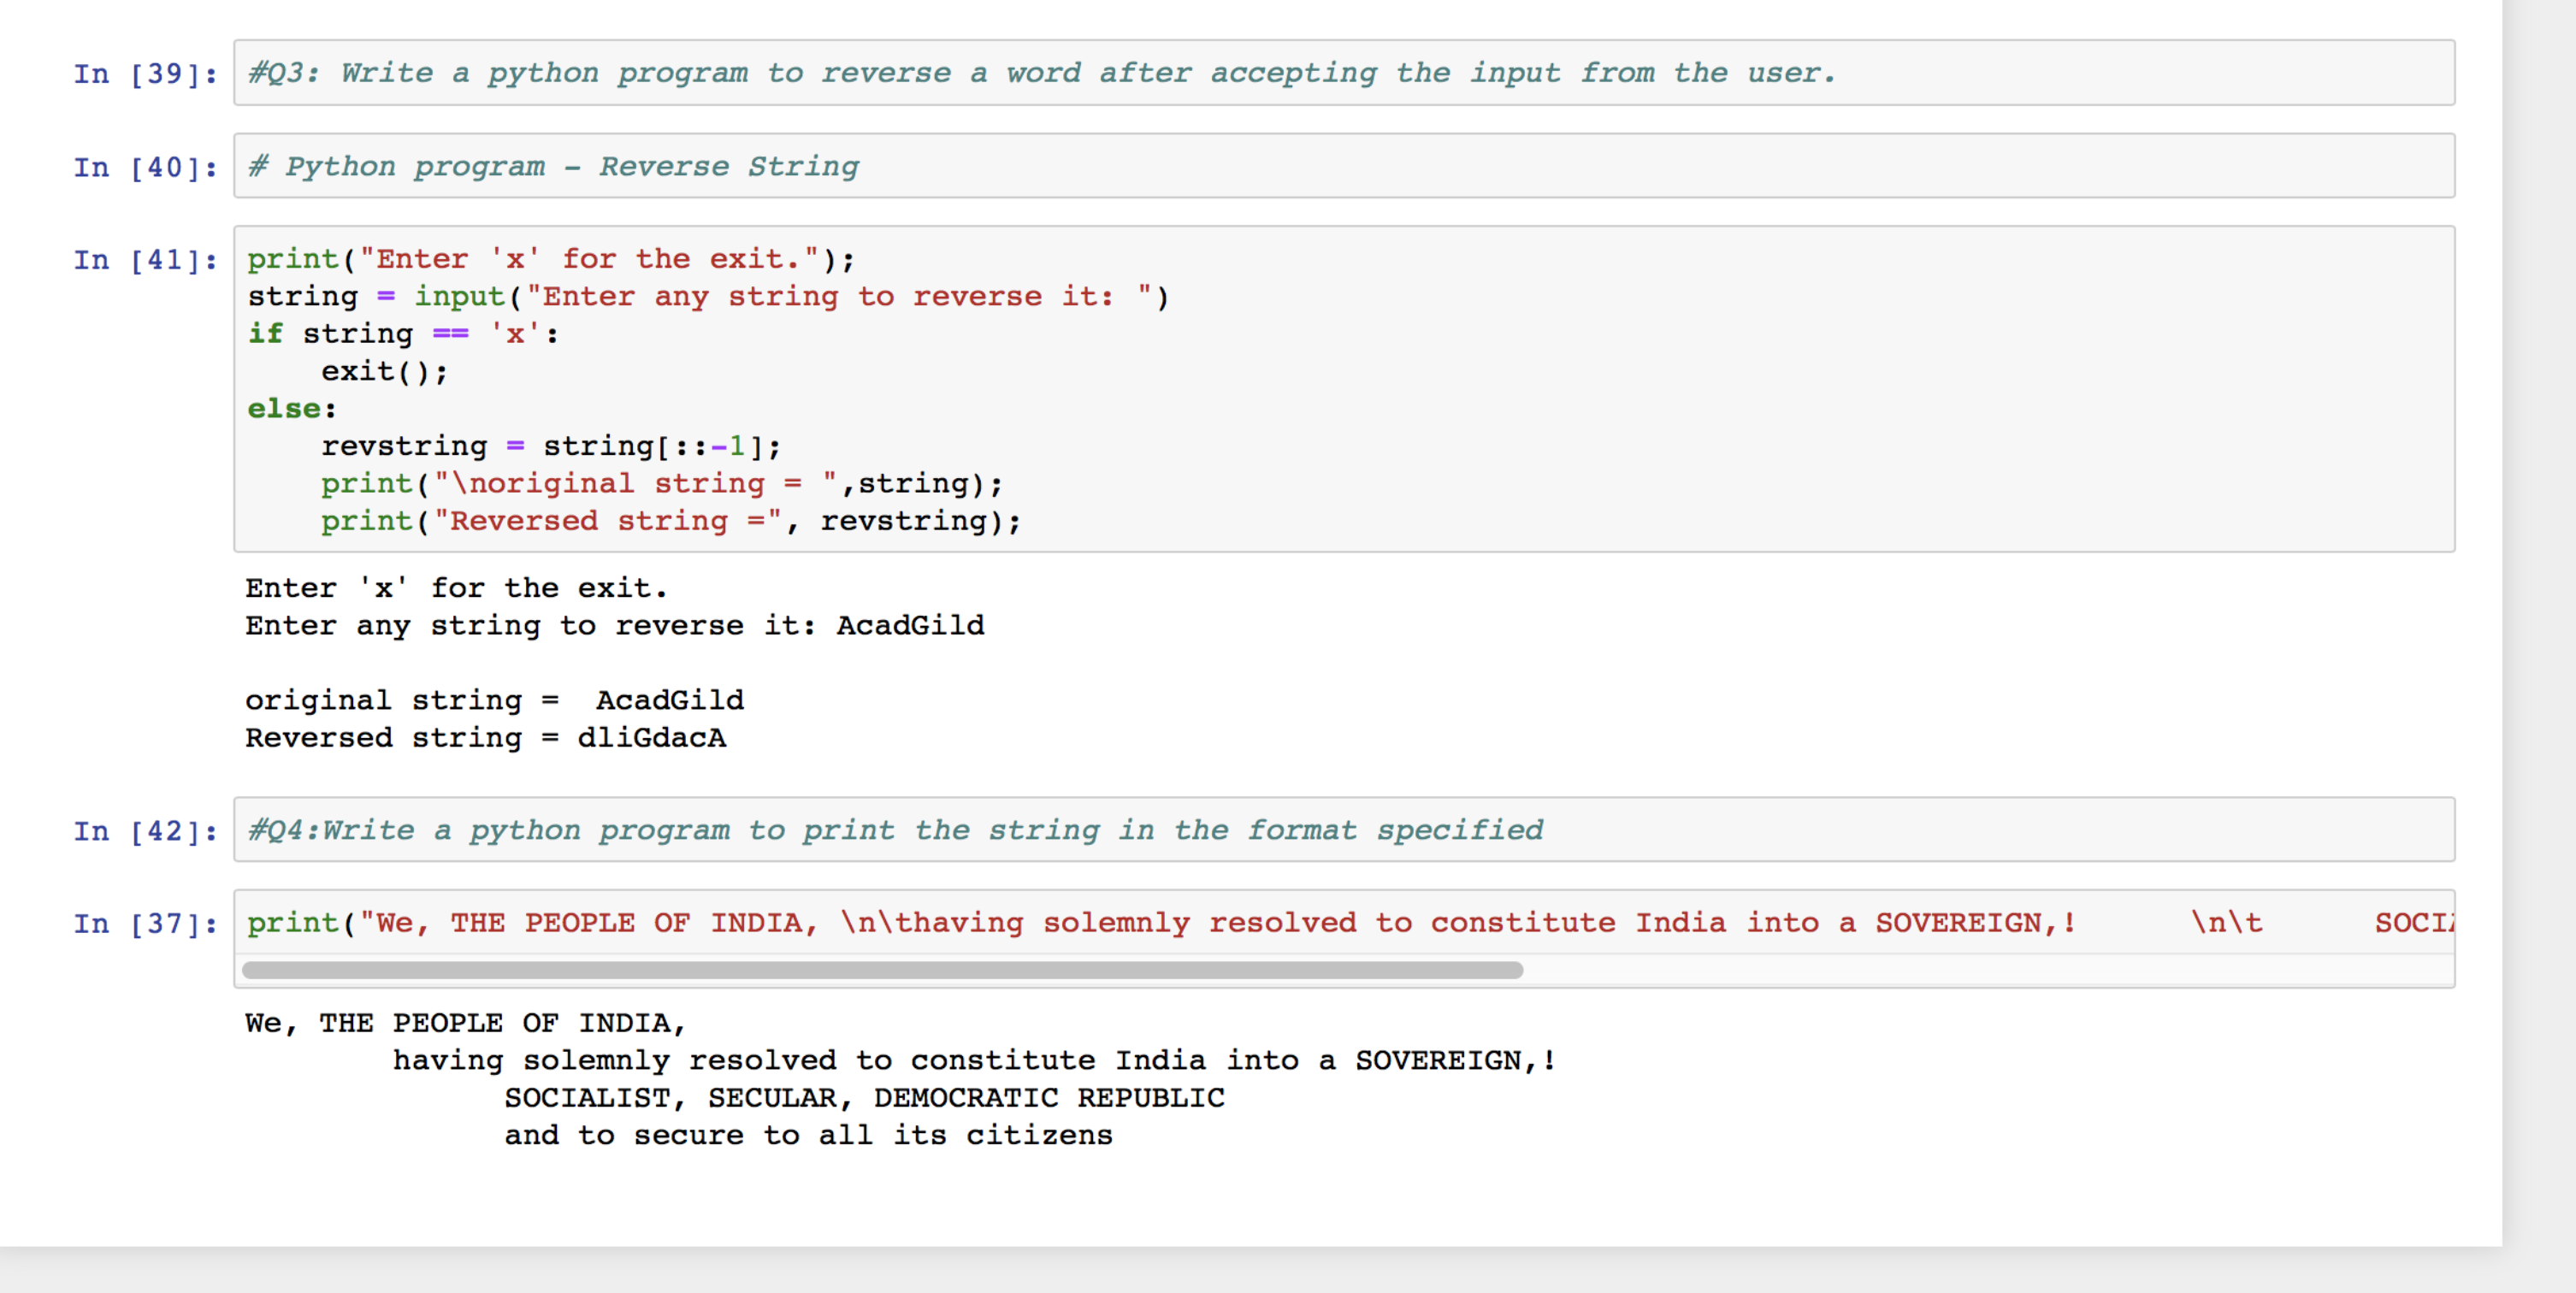 In [39]: #Q3: Write a python program to reverse a word after accepting the input from the user.
In [40]: # Python program - Reverse String
In [41]: print("Enter 'x' for the exit.");
string = input("Enter any string to reverse it: ")
if string == 'x':
    exit();
else:
    revstring = string[::-1];
    print("\noriginal string = ",string);
    print("Reversed string =", revstring);
Enter 'x' for the exit.
Enter any string to reverse it: AcadGild
original string =  AcadGild
Reversed string = dliGdacA
In [42]: #Q4:Write a python program to print the string in the format specified
In [37]: print("We, THE PEOPLE OF INDIA, \n\thaving solemnly resolved to constitute India into a SOVEREIGN,!      \n\t      SOCI
We, THE PEOPLE OF INDIA,
        having solemnly resolved to constitute India into a SOVEREIGN,!
              SOCIALIST, SECULAR, DEMOCRATIC REPUBLIC
              and to secure to all its citizens